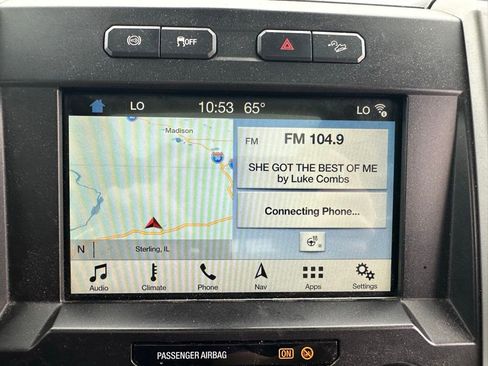 OFF
LO 10:53 65° LO
Madison
FM FM 104.9
SHE GOT THE BEST OF ME
by Luke Combs
Connecting Phone...
N Sterling, IL
Audio Climate Phone Nav Apps Settings
PASSENGER AIRBAG ON